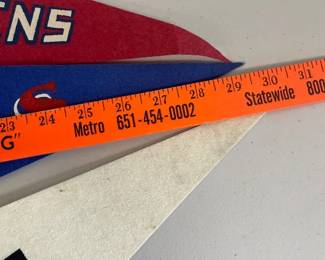 ENS
23 24 25 26 27 28 29 30 31
G" Metro 651-454-0002 Statewide 800